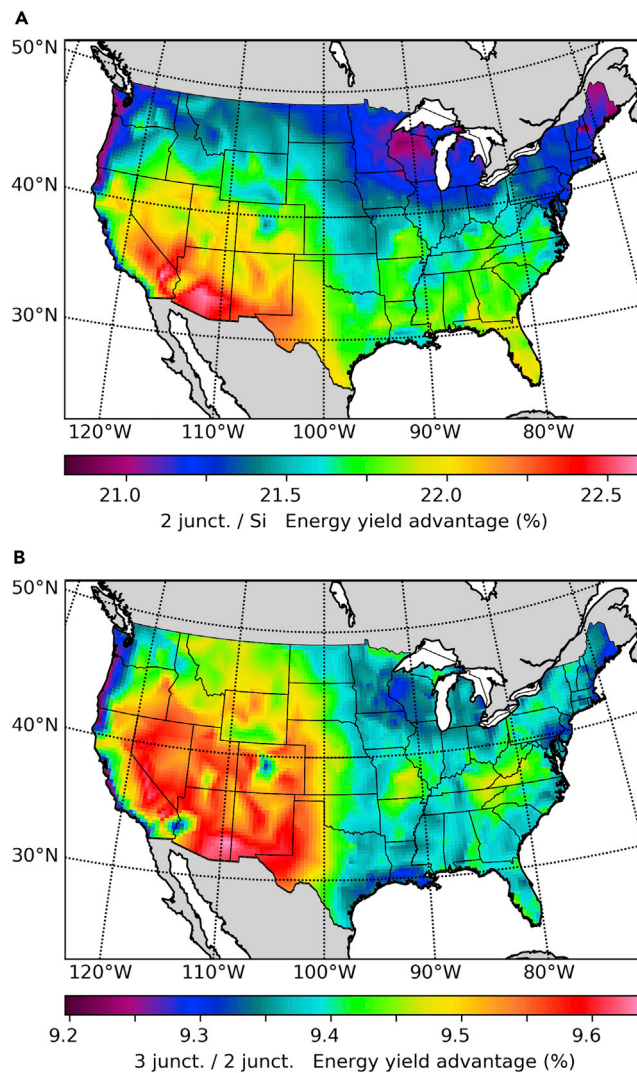 A
50°N
40°N
30°N
120°W 110°W 100°W 90°W 80°W
21.0 21.5 22.0 22.5
2 junct. / Si Energy yield advantage (%)
B
50°N
40°N
30°N
120°W 110°W 100°W 90°W 80°W
9.2 9.3 9.4 9.5 9.6
3 junct. / 2 junct. Energy yield advantage (%)